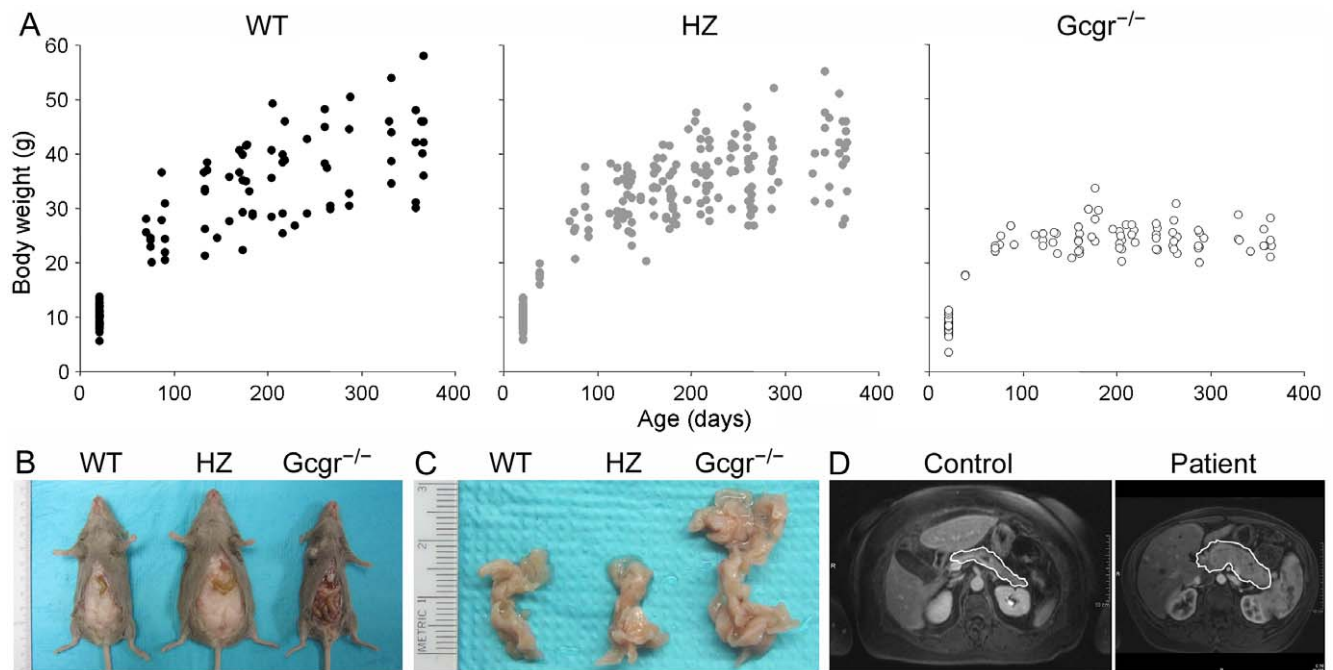 A
WT
HZ
Gcgr−/−
Body weight (g)
60
50
40
30
20
10
0
0 100 200 300 400
0 100 200 300 400
0 100 200 300 400
Age (days)
B WT HZ Gcgr−/−
C WT HZ Gcgr−/−
D Control Patient
3
2
1
METRIC
R
R